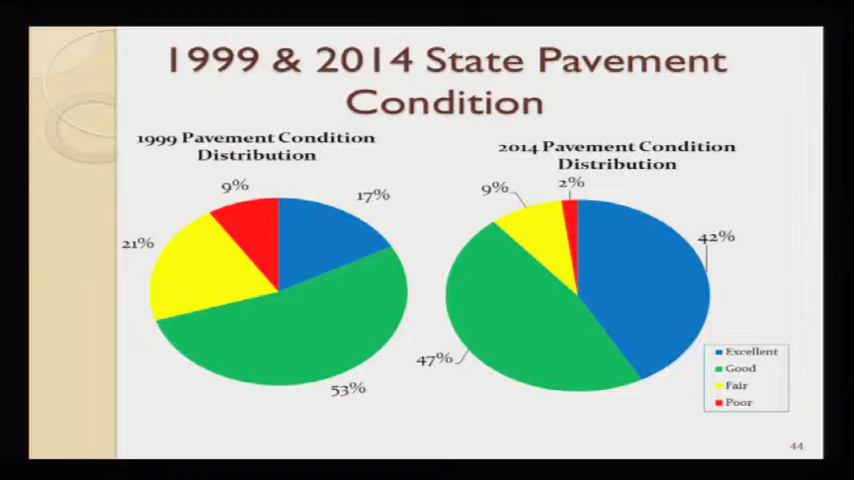 1999 & 2014 State Pavement
Condition
1999 Pavement Condition
Distribution
9%
17%
21%
53%
2014 Pavement Condition
Distribution
9%
2%
42%
47%
Excellent
Good
Fair
Poor
44